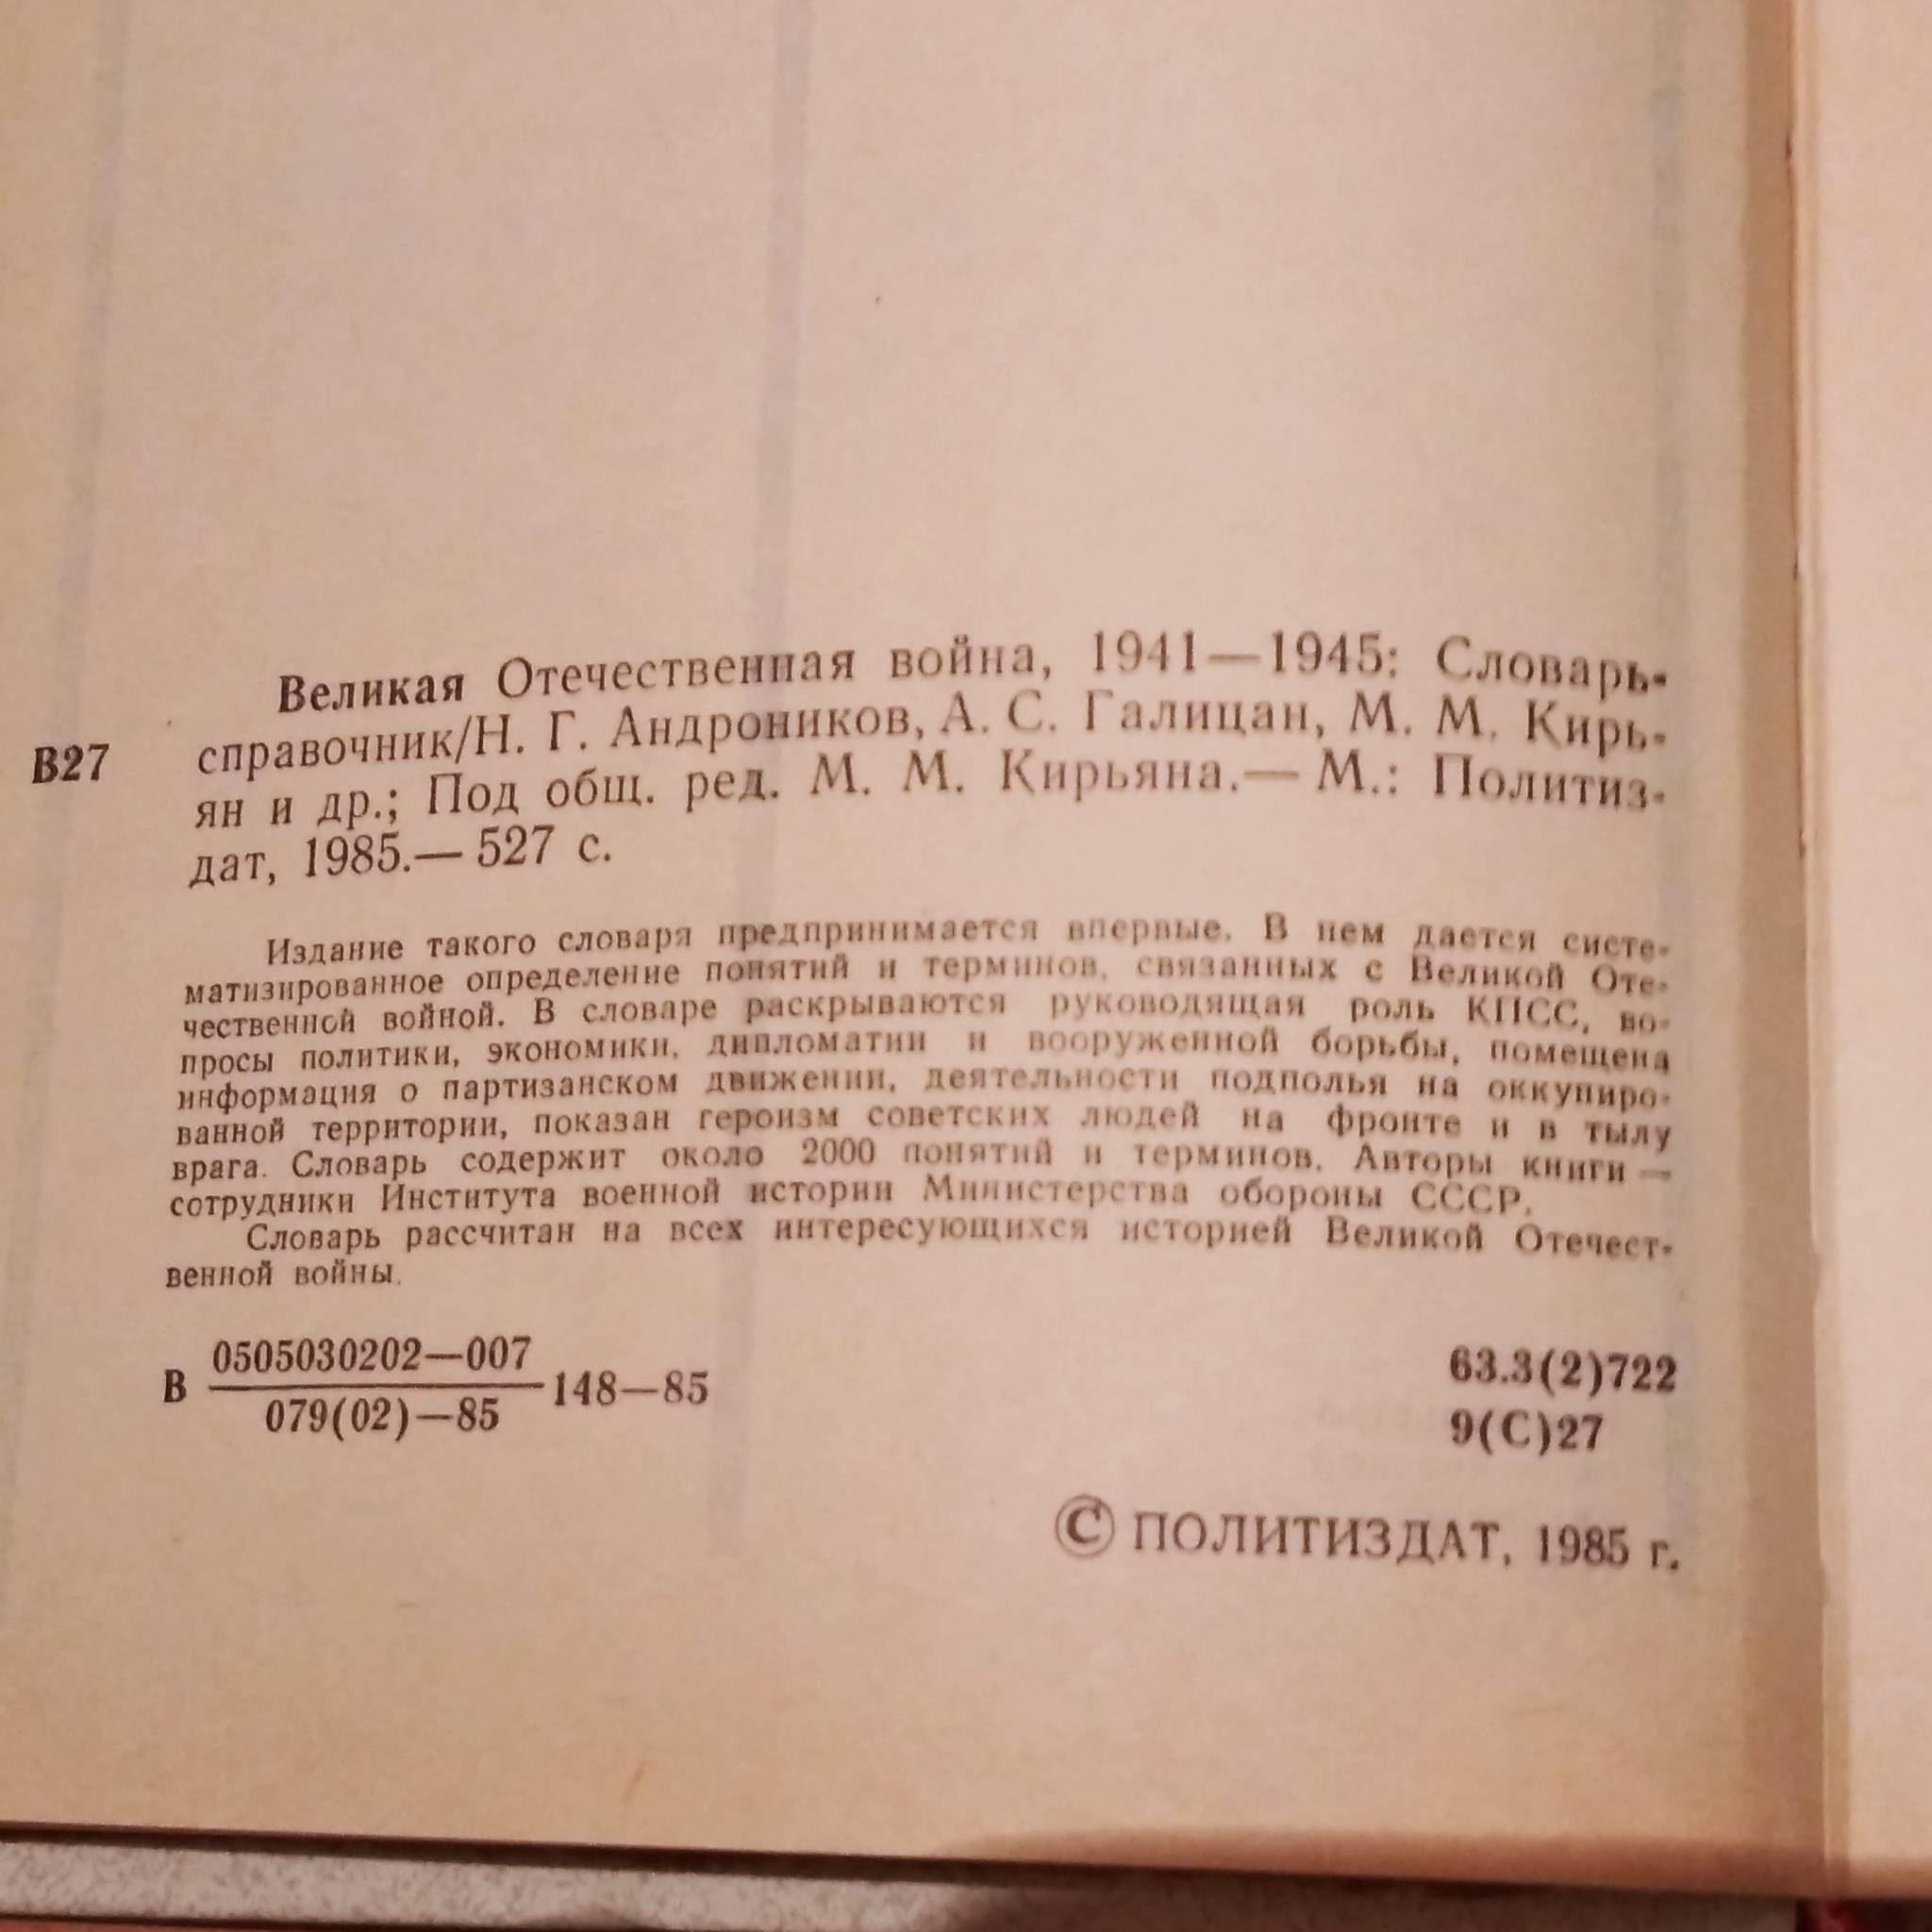 Великая Отечественная война, 1941—1945: Словарь-
В27 справочник/Н. Г. Андроников, А. С. Галицан, М. М. Кирь-
ян и др.; Под общ. ред. М. М. Кирьяна.— М.: Политиз-
дат, 1985.— 527 с.
Издание такого словаря предпринимается впервые. В нем дается систе-
матизированное определение понятий и терминов, связанных с Великой Оте-
чественной войной. В словаре раскрываются руководящая роль КПСС, во-
просы политики, экономики, дипломатии и вооруженной борьбы, помещена
информация о партизанском движении, деятельности подполья на оккупиро-
ванной территории, показан героизм советских людей на фронте и в тылу
врага. Словарь содержит около 2000 понятий и терминов. Авторы книги —
сотрудники Института военной истории Министерства обороны СССР.
Словарь рассчитан на всех интересующихся историей Великой Отечест-
венной войны.
0505030202—007
В 079(02)—85 148—85
63.3(2)722
9(С)27
© ПОЛИТИЗДАТ, 1985 г.